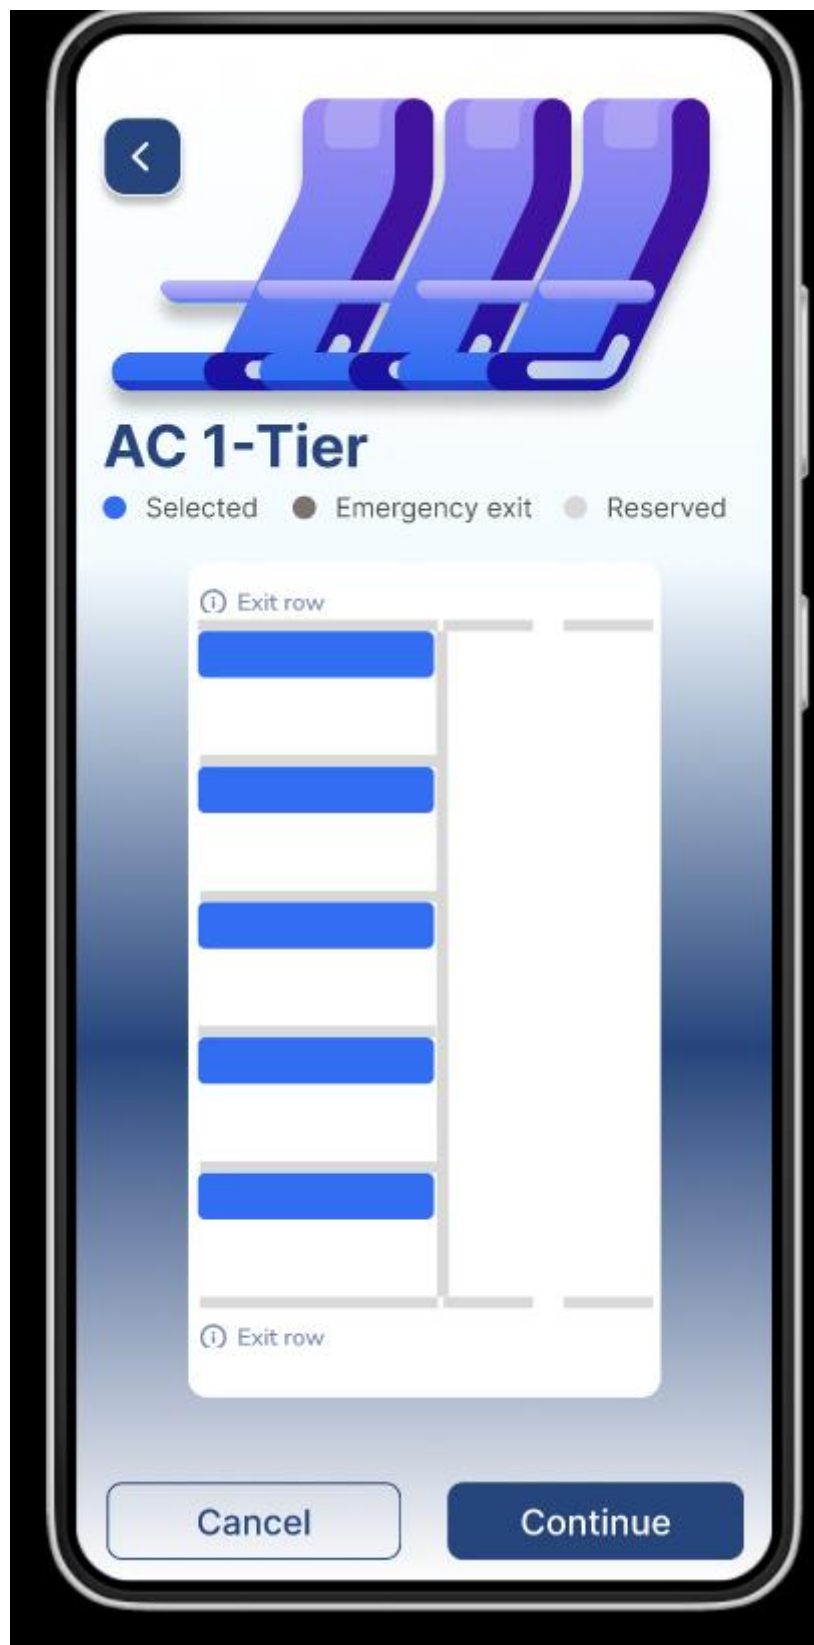 AC 1-Tier
Selected Emergency exit Reserved
Exit row
Exit row
Cancel Continue